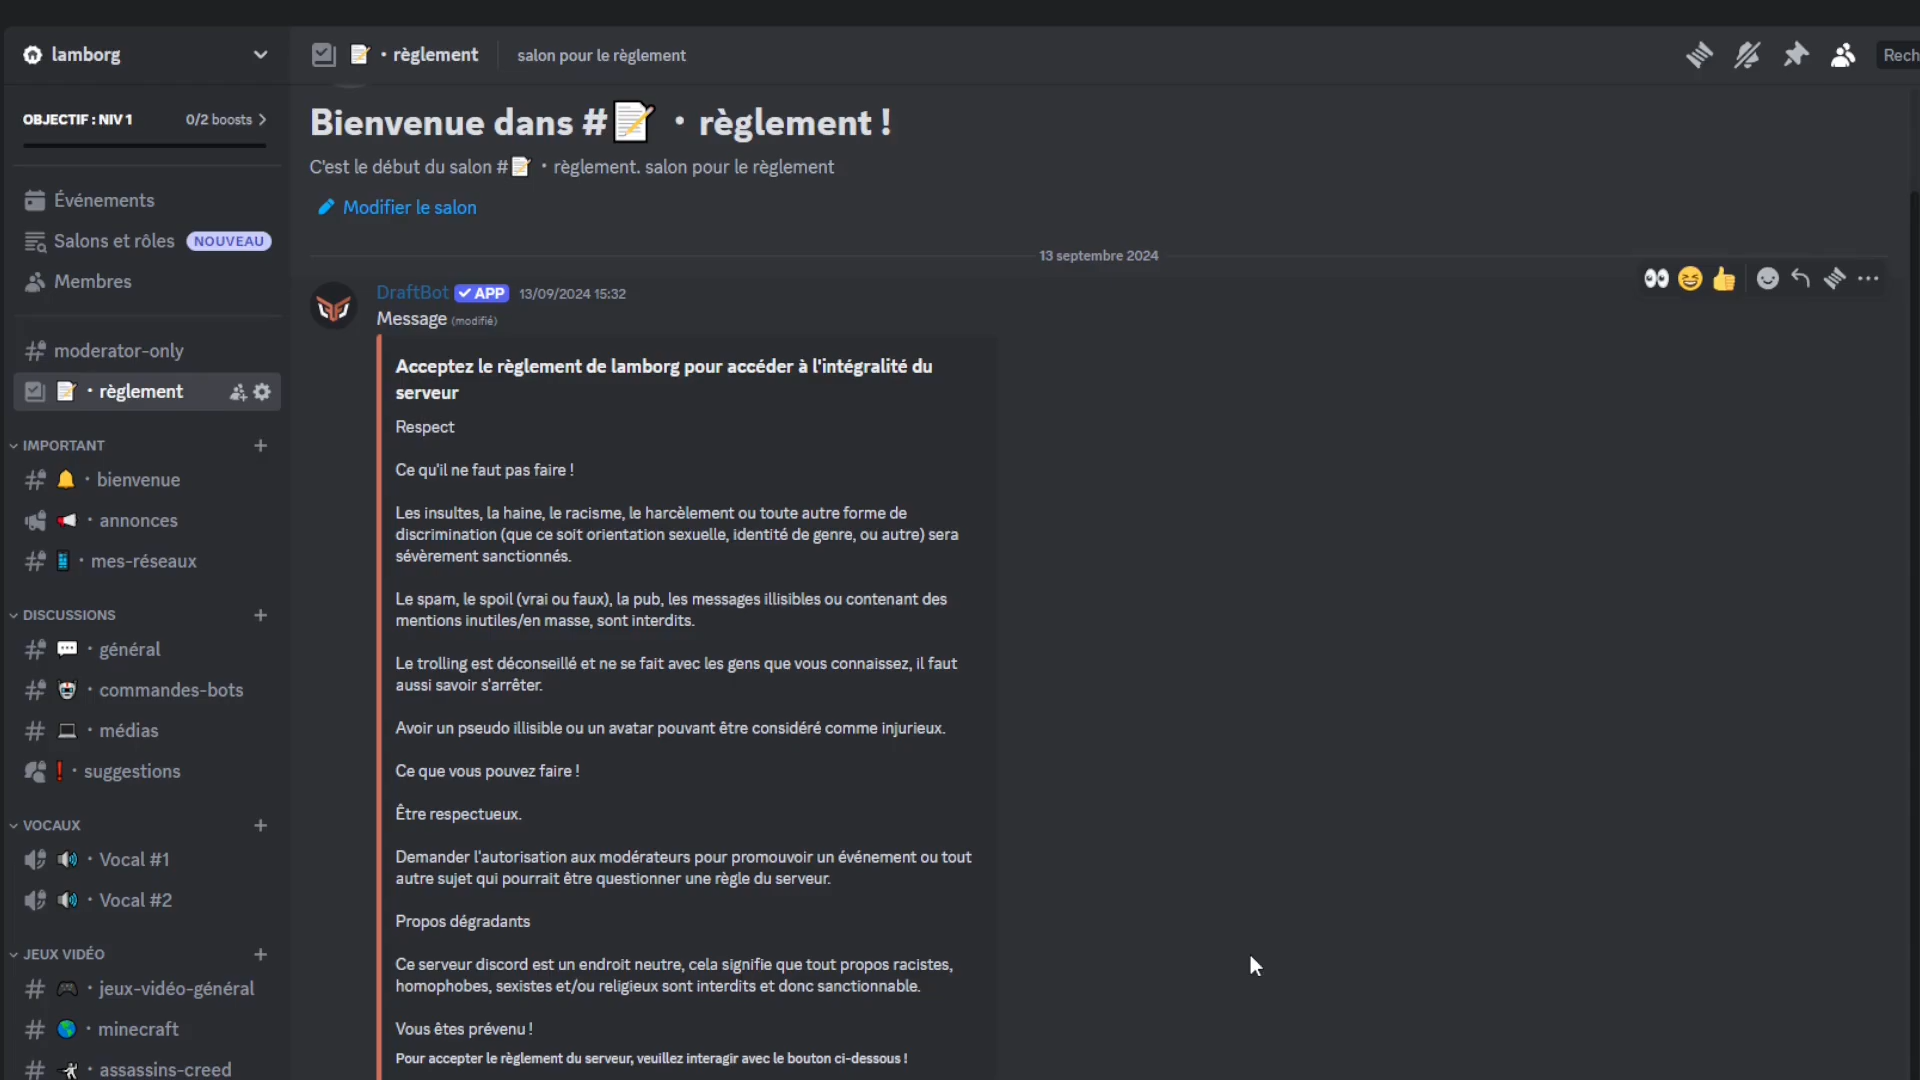 lamborg
OBJECTIF : NIV 1
0/2 boosts
Événements
Salons et rôles NOUVEAU
Membres
moderator-only
📝・règlement
IMPORTANT
🔔・bienvenue
📢・annonces
📱・mes-réseaux
DISCUSSIONS
💬・général
🤖・commandes-bots
💻・médias
❗・suggestions
VOCAUX
🔊・Vocal #1
🔊・Vocal #2
JEUX VIDÉO
🎮・jeux-vidéo-général
🌎・minecraft
・assassins-creed
📝・règlement
salon pour le règlement
Rech
Bienvenue dans #📝・règlement !
C'est le début du salon #📝・règlement. salon pour le règlement
Modifier le salon
13 septembre 2024
DraftBot APP 13/09/2024 15:32
Message (modifié)
Acceptez le règlement de lamborg pour accéder à l'intégralité du
serveur
Respect
Ce qu'il ne faut pas faire !
Les insultes, la haine, le racisme, le harcèlement ou toute autre forme de
discrimination (que ce soit orientation sexuelle, identité de genre, ou autre) sera
sévèrement sanctionnés.
Le spam, le spoil (vrai ou faux), la pub, les messages illisibles ou contenant des
mentions inutiles/en masse, sont interdits.
Le trolling est déconseillé et ne se fait avec les gens que vous connaissez, il faut
aussi savoir s'arrêter.
Avoir un pseudo illisible ou un avatar pouvant être considéré comme injurieux.
Ce que vous pouvez faire !
Être respectueux.
Demander l'autorisation aux modérateurs pour promouvoir un événement ou tout
autre sujet qui pourrait être questionner une règle du serveur.
Propos dégradants
Ce serveur discord est un endroit neutre, cela signifie que tout propos racistes,
homophobes, sexistes et/ou religieux sont interdits et donc sanctionnable.
Vous êtes prévenu !
Pour accepter le règlement du serveur, veuillez interagir avec le bouton ci-dessous !